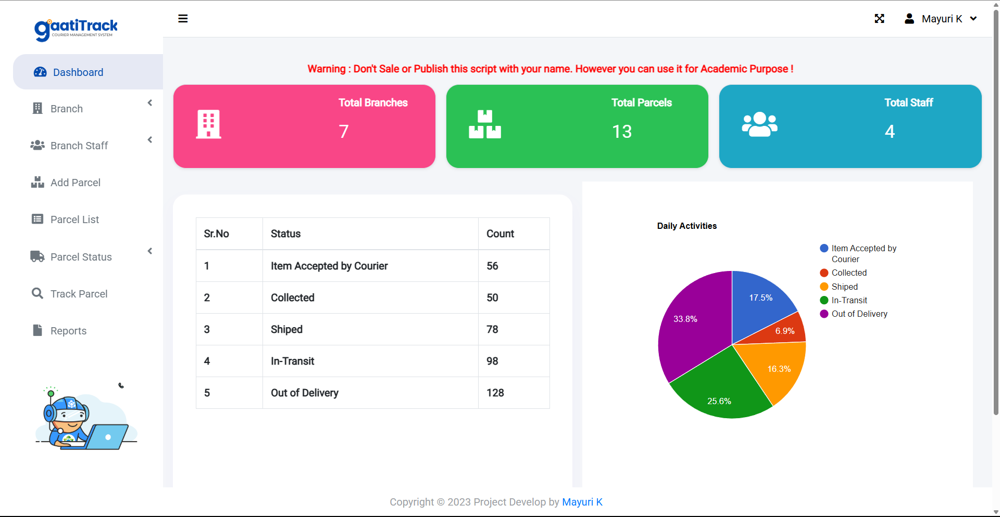 gaatiTrack
COURIER MANAGEMENT SYSTEM
Mayuri K
Dashboard
Branch
Branch Staff
Add Parcel
Parcel List
Parcel Status
Track Parcel
Reports
Warning : Don't Sale or Publish this script with your name. However you can use it for Academic Purpose !
Total Branches
7
Total Parcels
13
Total Staff
4
Sr.No Status Count
1 Item Accepted by Courier 56
2 Collected 50
3 Shiped 78
4 In-Transit 98
5 Out of Delivery 128
Daily Activities
Item Accepted by
Courier
Collected
Shiped
In-Transit
Out of Delivery
17.5%
6.9%
16.3%
25.6%
33.8%
Copyright © 2023 Project Develop by Mayuri K